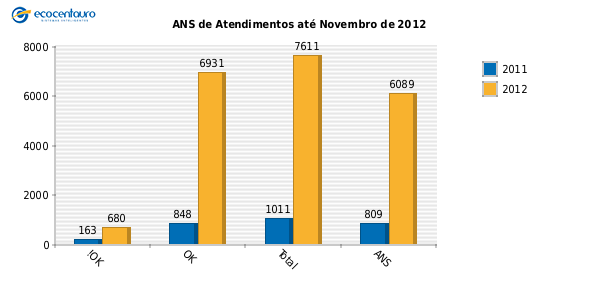 ecocentauro
ANS de Atendimentos até Novembro de 2012
8000
6000
4000
2000
0
163
680
848
6931
1011
7611
809
6089
!OK
OK
Total
ANS
2011
2012